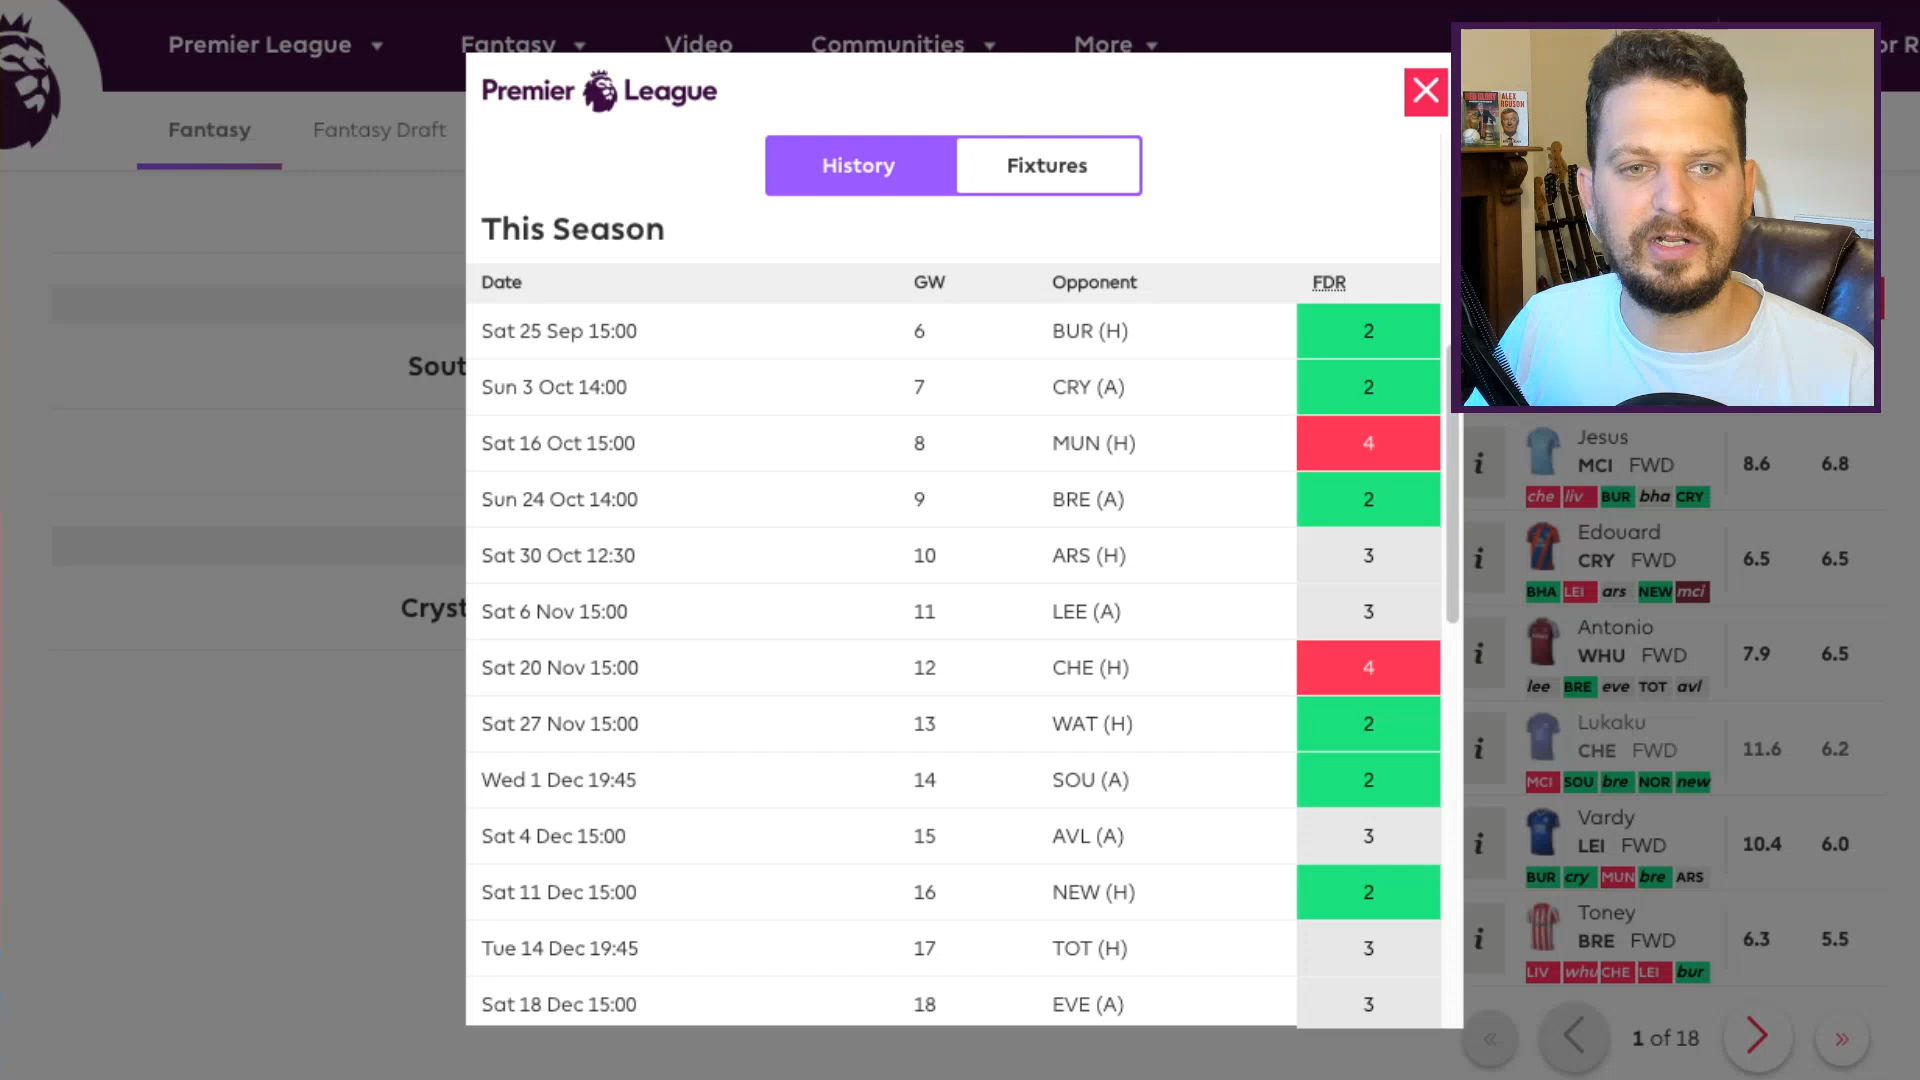 Premier League Fantasy Video Communities More or R
Fantasy Fantasy Draft
Premier League
History Fixtures
This Season
Date GW Opponent FDR
Sat 25 Sep 15:00 6 BUR (H) 2
Sun 3 Oct 14:00 7 CRY (A) 2
Sat 16 Oct 15:00 8 MUN (H) 4
Sun 24 Oct 14:00 9 BRE (A) 2
Sat 30 Oct 12:30 10 ARS (H) 3
Sat 6 Nov 15:00 11 LEE (A) 3
Sat 20 Nov 15:00 12 CHE (H) 4
Sat 27 Nov 15:00 13 WAT (H) 2
Wed 1 Dec 19:45 14 SOU (A) 2
Sat 4 Dec 15:00 15 AVL (A) 3
Sat 11 Dec 15:00 16 NEW (H) 2
Tue 14 Dec 19:45 17 TOT (H) 3
Sat 18 Dec 15:00 18 EVE (A) 3
Sout
Cryst
RED GLORY
ALEX
Jesus
MCI FWD 8.6 6.8
che liv BUR bha CRY
Edouard
CRY FWD 6.5 6.5
BHA LEI ars NEW mci
Antonio
WHU FWD 7.9 6.5
lee BRE eve TOT avl
Lukaku
CHE FWD 11.6 6.2
MCI SOU bre NOR new
Vardy
LEI FWD 10.4 6.0
BUR cry MUN bre ARS
Toney
BRE FWD 6.3 5.5
LIV whu CHE LEI bur
1 of 18